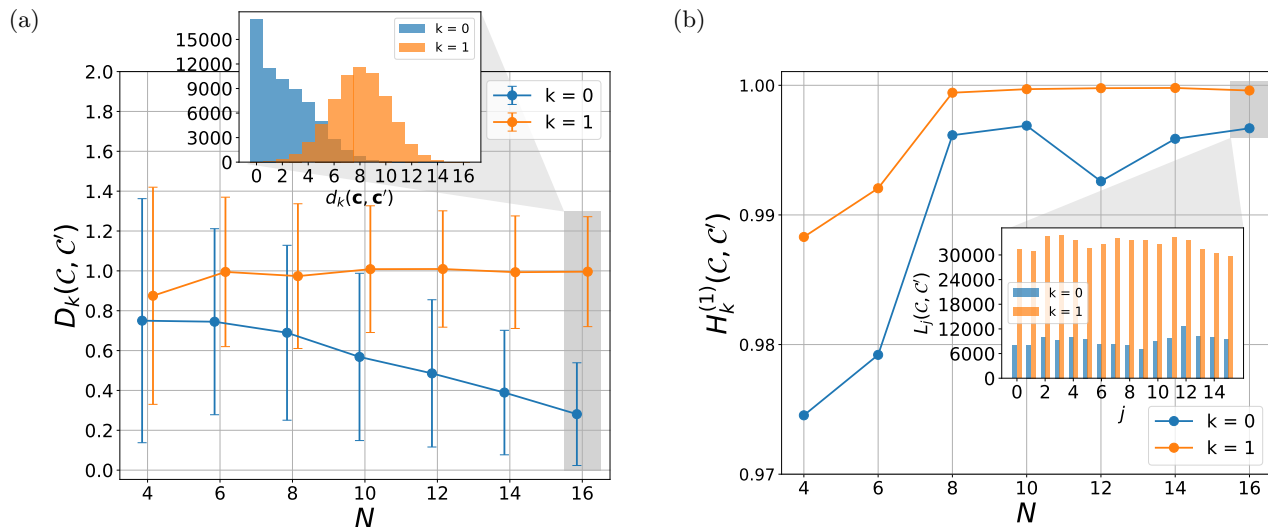 (a)
15000
12000
9000
6000
3000
0
0 2 4 6 8 10 12 14 16
d_k(c, c′)
k = 0
k = 1
2.0
1.8
1.6
1.4
1.2
1.0
0.8
0.6
0.4
0.2
0.0
D_k(𝒞, 𝒞′)
k = 0
k = 1
4 6 8 10 12 14 16
N
(b)
1.00
0.99
0.98
0.97
H_k^{(1)}(𝒞, 𝒞′)
30000
24000
18000
12000
6000
0
L_j(𝒞, 𝒞′)
k = 0
k = 1
0 2 4 6 8 10 12 14
j
k = 0
k = 1
4 6 8 10 12 14 16
N